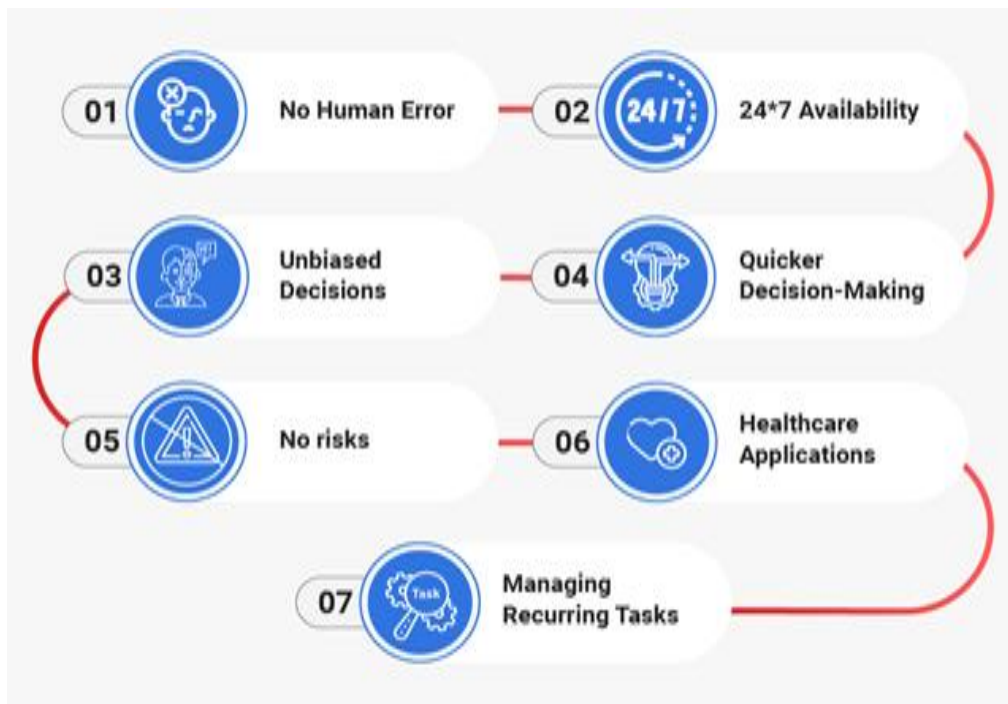 01
No Human Error
02
24/7
24*7 Availability
03
Unbiased
Decisions
04
Quicker
Decision-Making
05
!
No risks
06
Healthcare
Applications
07
Task
Managing
Recurring Tasks